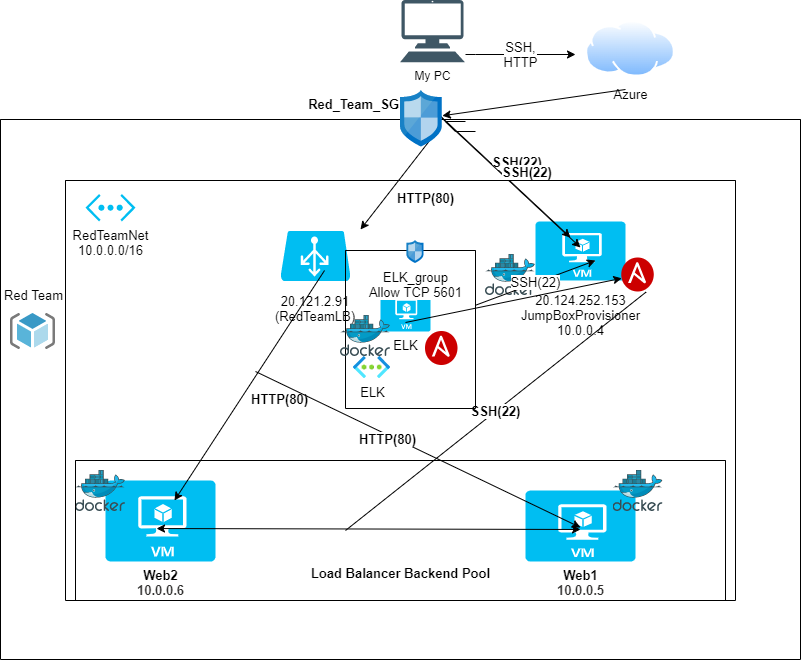 SSH,
HTTP
My PC
Azure
Red_Team_SG
SSH(22)
SSH(22)
HTTP(80)
RedTeamNet
10.0.0.0/16
ELK_group
Allow TCP 5601
VM
docker
SSH(22)
VM
20.121.2.91
(RedTeamLB)
20.124.252.153
JumpBoxProvisioner
10.0.0.4
Red Team
docker
ELK
A
A
ELK
HTTP(80)
SSH(22)
HTTP(80)
docker
docker
VM
VM
Web2
10.0.0.6
Load Balancer Backend Pool
Web1
10.0.0.5